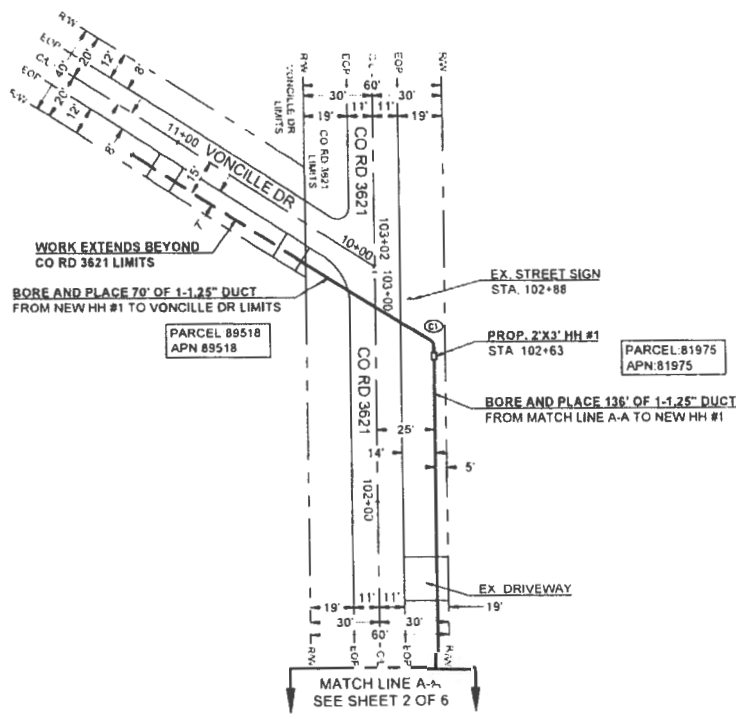 R/W
EOP
C/L
EOP
R/W
20'
12'
8'
40'
20'
12'
8'
11+00
VONCILLE DR
15'
7'
10+00
R/W
EOP
C/L
EOP
R/W
60'
30'
30'
19'
11'
11'
19'
VONCILLE DR
LIMITS
CO RD 3621
LIMITS
CO RD 3621
103+02
103+00
WORK EXTENDS BEYOND
CO RD 3621 LIMITS
BORE AND PLACE 70' OF 1-1,25" DUCT
FROM NEW HH #1 TO VONCILLE DR LIMITS
PARCEL 89518
APN 89518
EX. STREET SIGN
STA. 102+88
C1
PROP. 2'X3' HH #1
STA 102+63
PARCEL:81975
APN:81975
BORE AND PLACE 136' OF 1-1,25" DUCT
FROM MATCH LINE A-A TO NEW HH #1
CO RD 3621
25'
14'
5'
102+00
EX DRIVEWAY
19'
11'
11'
19'
30'
30'
60'
R/W
EOP
C/L
EOP
R/W
MATCH LINE A-A
SEE SHEET 2 OF 6